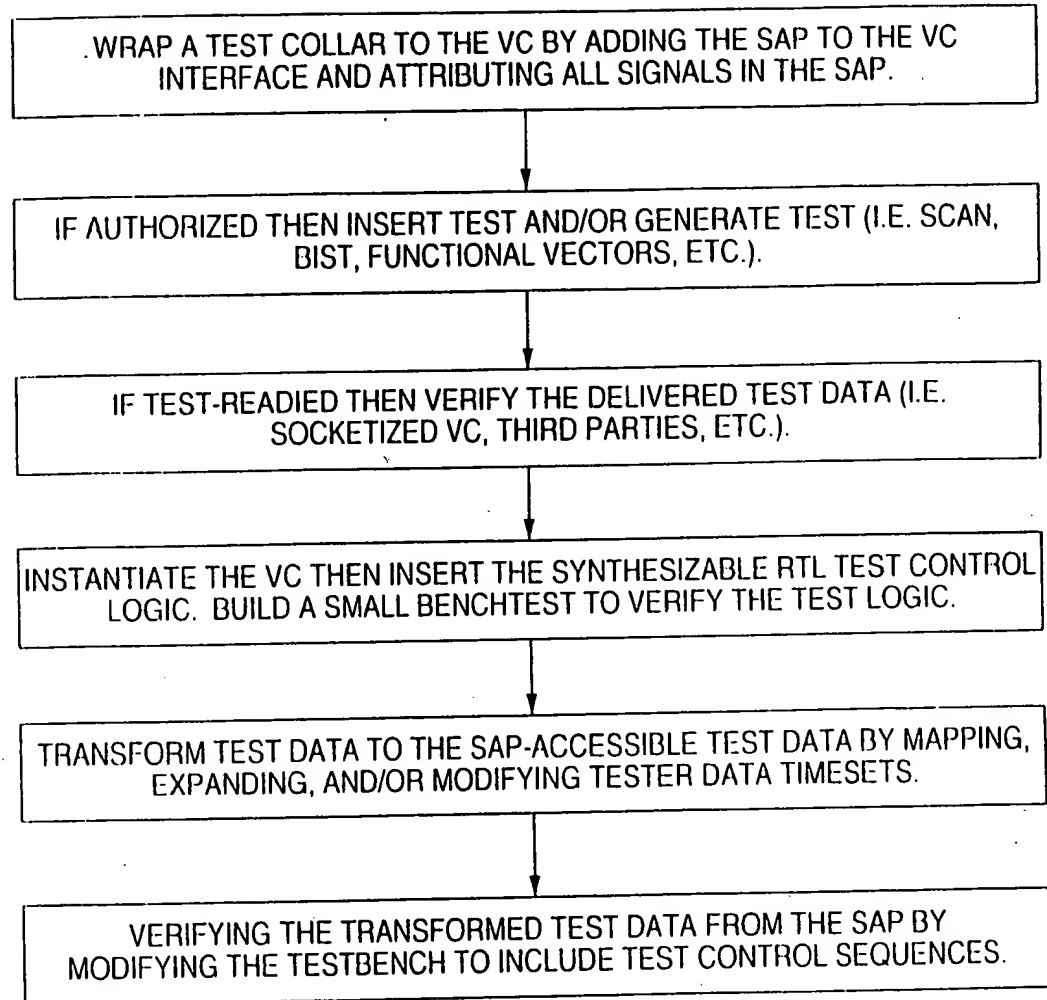 WRAP A TEST COLLAR TO THE VC BY ADDING THE SAP TO THE VC
INTERFACE AND ATTRIBUTING ALL SIGNALS IN THE SAP.
IF AUTHORIZED THEN INSERT TEST AND/OR GENERATE TEST (I.E. SCAN,
BIST, FUNCTIONAL VECTORS, ETC.).
IF TEST-READIED THEN VERIFY THE DELIVERED TEST DATA (I.E.
SOCKETIZED VC, THIRD PARTIES, ETC.).
INSTANTIATE THE VC THEN INSERT THE SYNTHESIZABLE RTL TEST CONTROL
LOGIC. BUILD A SMALL BENCHTEST TO VERIFY THE TEST LOGIC.
TRANSFORM TEST DATA TO THE SAP-ACCESSIBLE TEST DATA BY MAPPING,
EXPANDING, AND/OR MODIFYING TESTER DATA TIMESETS.
VERIFYING THE TRANSFORMED TEST DATA FROM THE SAP BY
MODIFYING THE TESTBENCH TO INCLUDE TEST CONTROL SEQUENCES.